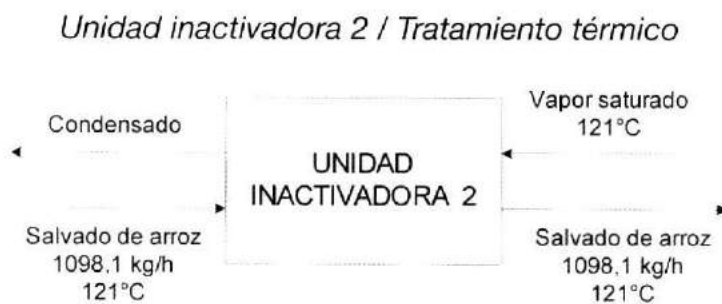 Unidad inactivadora 2 / Tratamiento térmico
Condensado
Vapor saturado
121°C
UNIDAD
INACTIVADORA 2
Salvado de arroz
1098,1 kg/h
121°C
Salvado de arroz
1098,1 kg/h
121°C